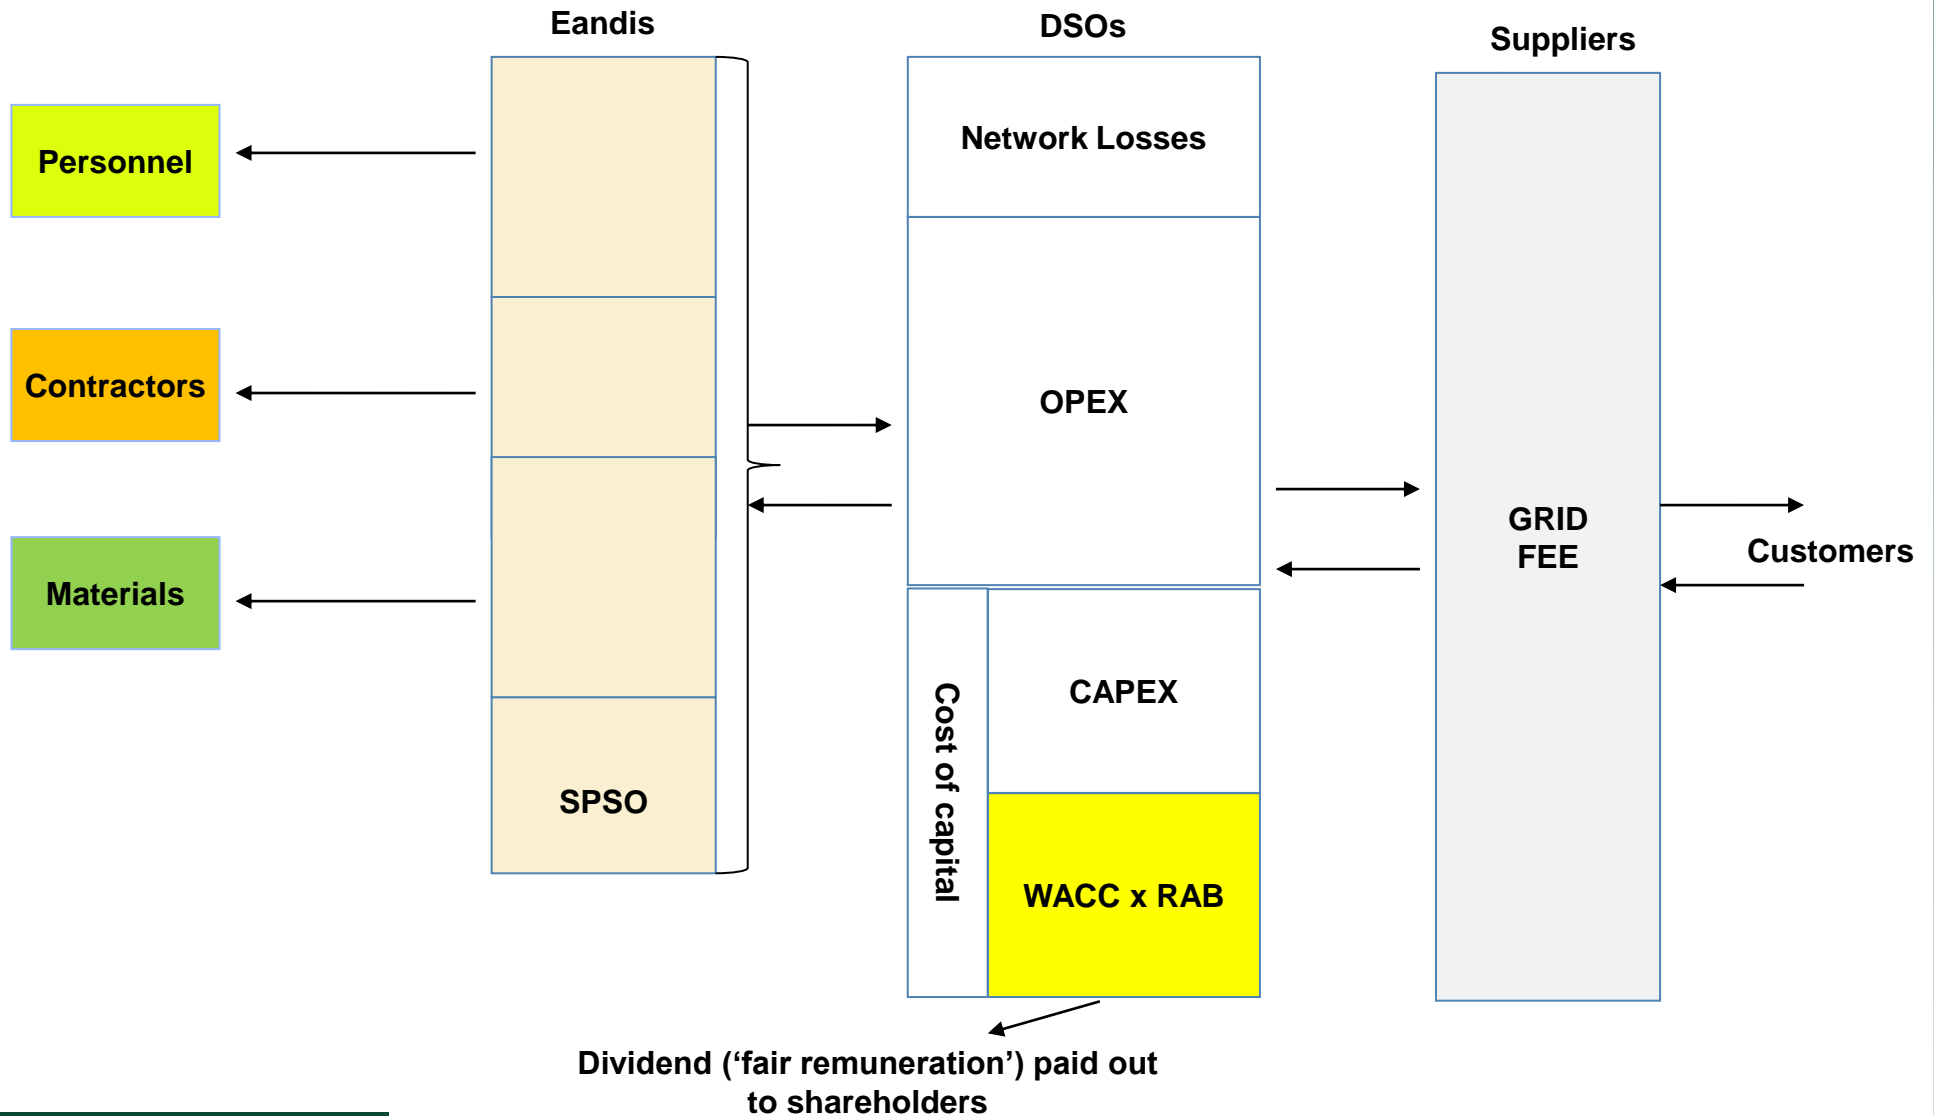 Eandis
DSOs
Suppliers
Personnel
Contractors
Materials
SPSO
Network Losses
OPEX
Cost of capital
CAPEX
WACC x RAB
GRID
FEE
Customers
Dividend (‘fair remuneration’) paid out
to shareholders